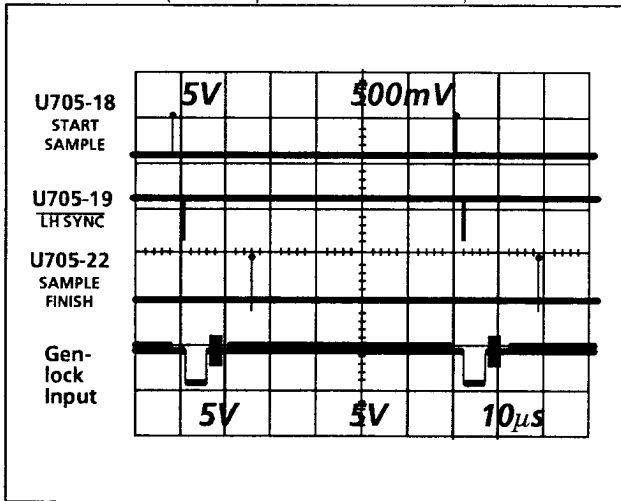 5V 500mV
U705-18
START
SAMPLE
U705-19
LH SYNC
U705-22
SAMPLE
FINISH
Gen-
lock
Input
5V 5V 10µs